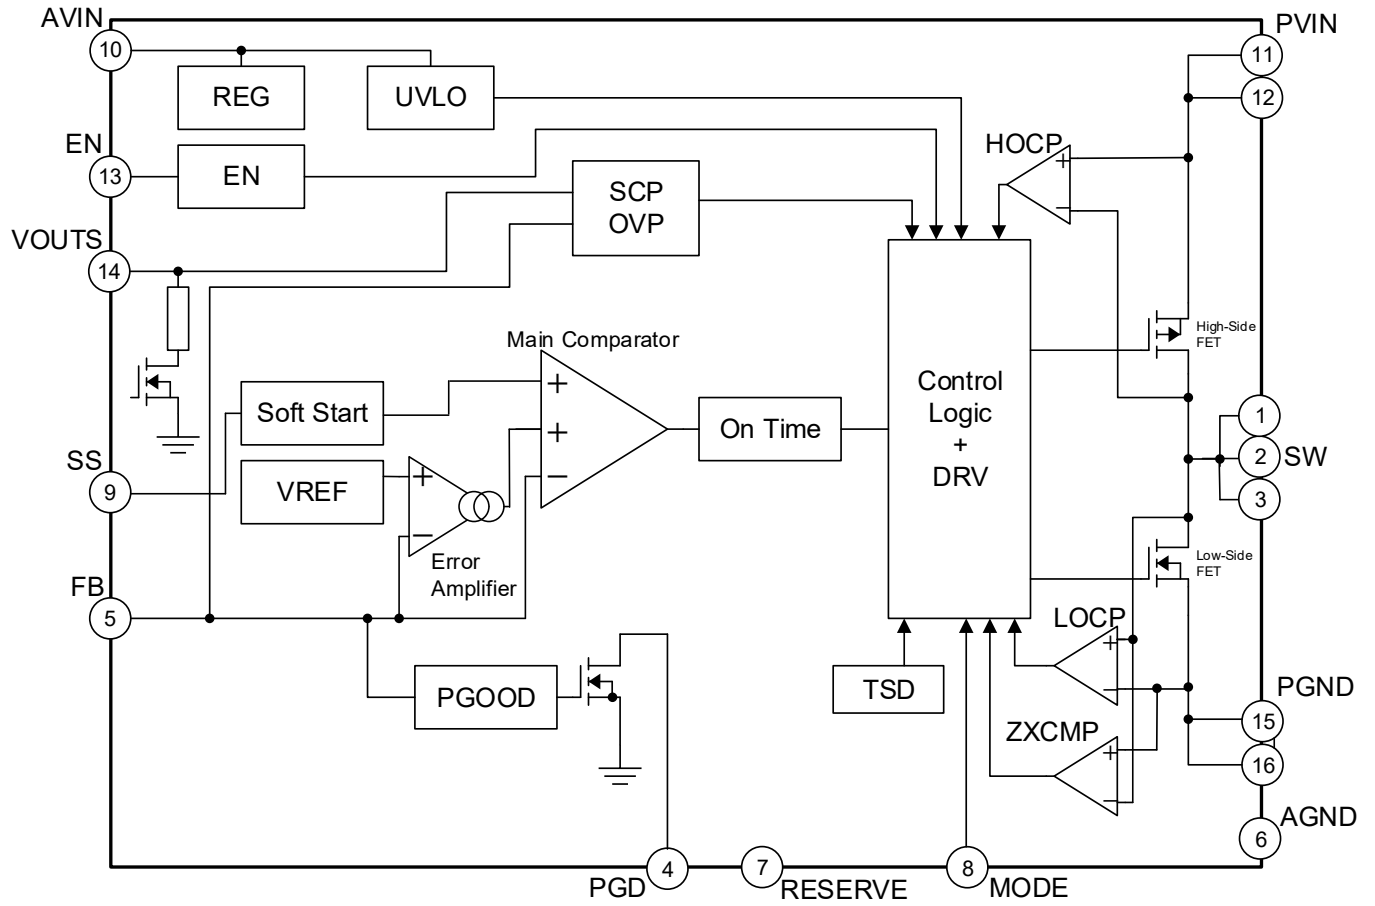 AVIN
PVIN
10
11
REG
UVLO
12
EN
HOCP
+
−
13
EN
SCP
OVP
VOUTS
14
Main Comparator
High-Side
FET
Soft Start
+
Control
Logic
+
DRV
1
On Time
+
SS
2
SW
9
VREF
+
−
3
−
Error
Amplifier
Low-Side
FET
FB
5
LOCP
+
−
PGOOD
TSD
PGND
15
ZXCMP
+
−
16
AGND
6
4
7
8
PGD
RESERVE
MODE